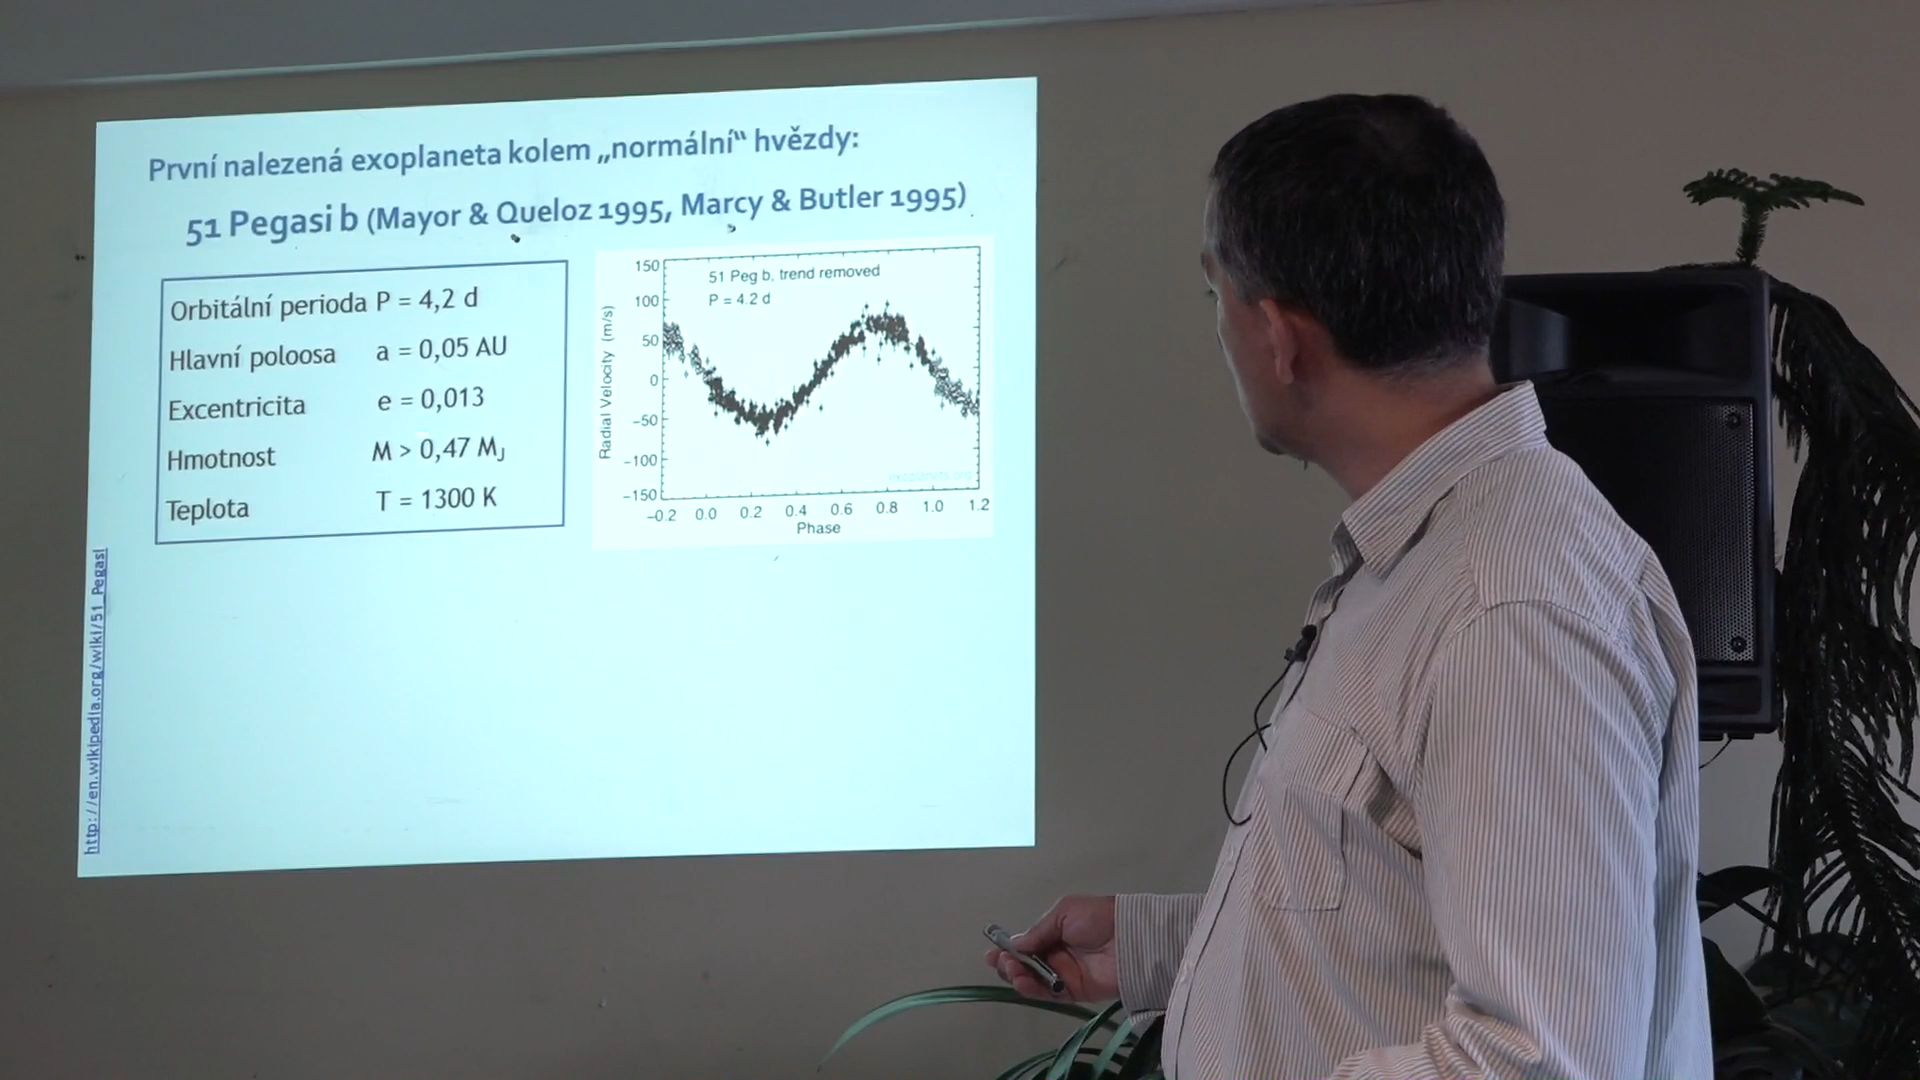 První nalezená exoplaneta kolem „normální“ hvězdy:
51 Pegasi b (Mayor & Queloz 1995, Marcy & Butler 1995)
Orbitální perioda P = 4,2 d
Hlavní poloosa a = 0,05 AU
Excentricita e = 0,013
Hmotnost M > 0,47 MJ
Teplota T = 1300 K
51 Peg b, trend removed
P = 4.2 d
Radial Velocity (m/s)
150
100
50
0
−50
−100
−150
exoplanets.org
−0.2 0.0 0.2 0.4 0.6 0.8 1.0 1.2
Phase
http://en.wikipedia.org/wiki/51_Pegasi